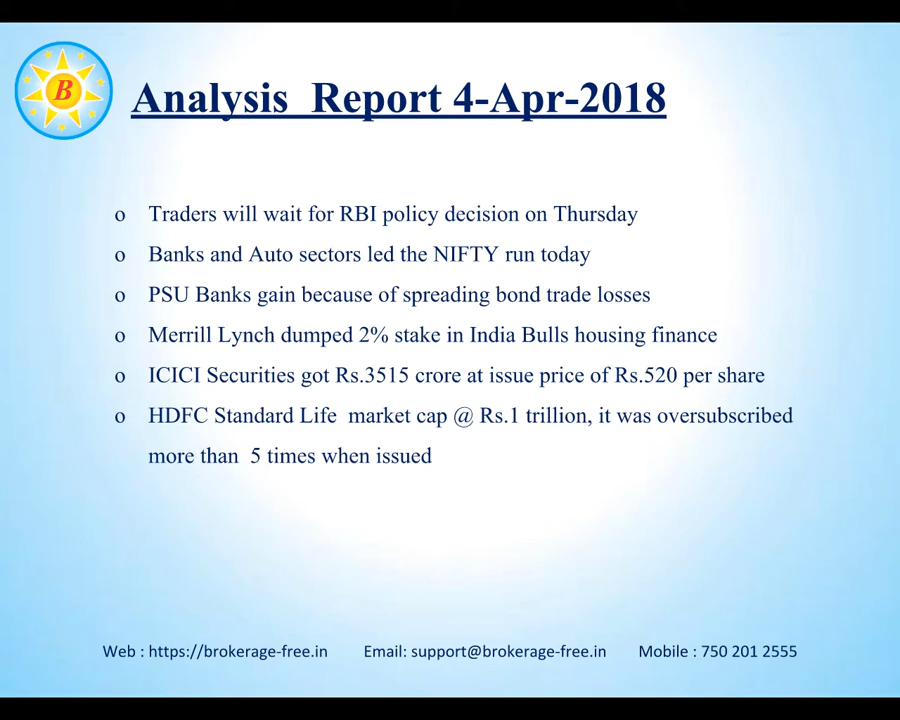 B
Analysis Report 4-Apr-2018
o Traders will wait for RBI policy decision on Thursday
o Banks and Auto sectors led the NIFTY run today
o PSU Banks gain because of spreading bond trade losses
o Merrill Lynch dumped 2% stake in India Bulls housing finance
o ICICI Securities got Rs.3515 crore at issue price of Rs.520 per share
o HDFC Standard Life market cap @ Rs.1 trillion, it was oversubscribed
more than 5 times when issued
Web : https://brokerage-free.in Email: support@brokerage-free.in Mobile : 750 201 2555